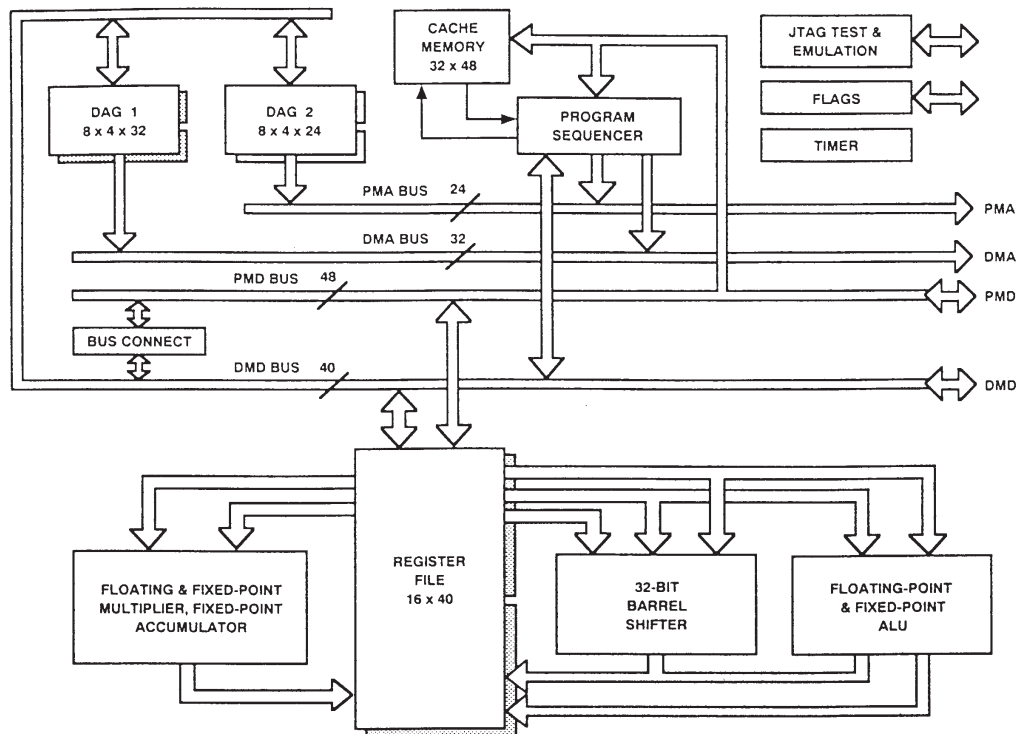 CACHE
MEMORY
32 x 48
JTAG TEST &
EMULATION
FLAGS
TIMER
DAG 1
8 x 4 x 32
DAG 2
8 x 4 x 24
PROGRAM
SEQUENCER
PMA BUS 24
PMA
DMA BUS 32
DMA
PMD BUS 48
PMD
BUS CONNECT
DMD BUS 40
DMD
REGISTER
FILE
16 x 40
FLOATING & FIXED-POINT
MULTIPLIER, FIXED-POINT
ACCUMULATOR
32-BIT
BARREL
SHIFTER
FLOATING-POINT
& FIXED-POINT
ALU